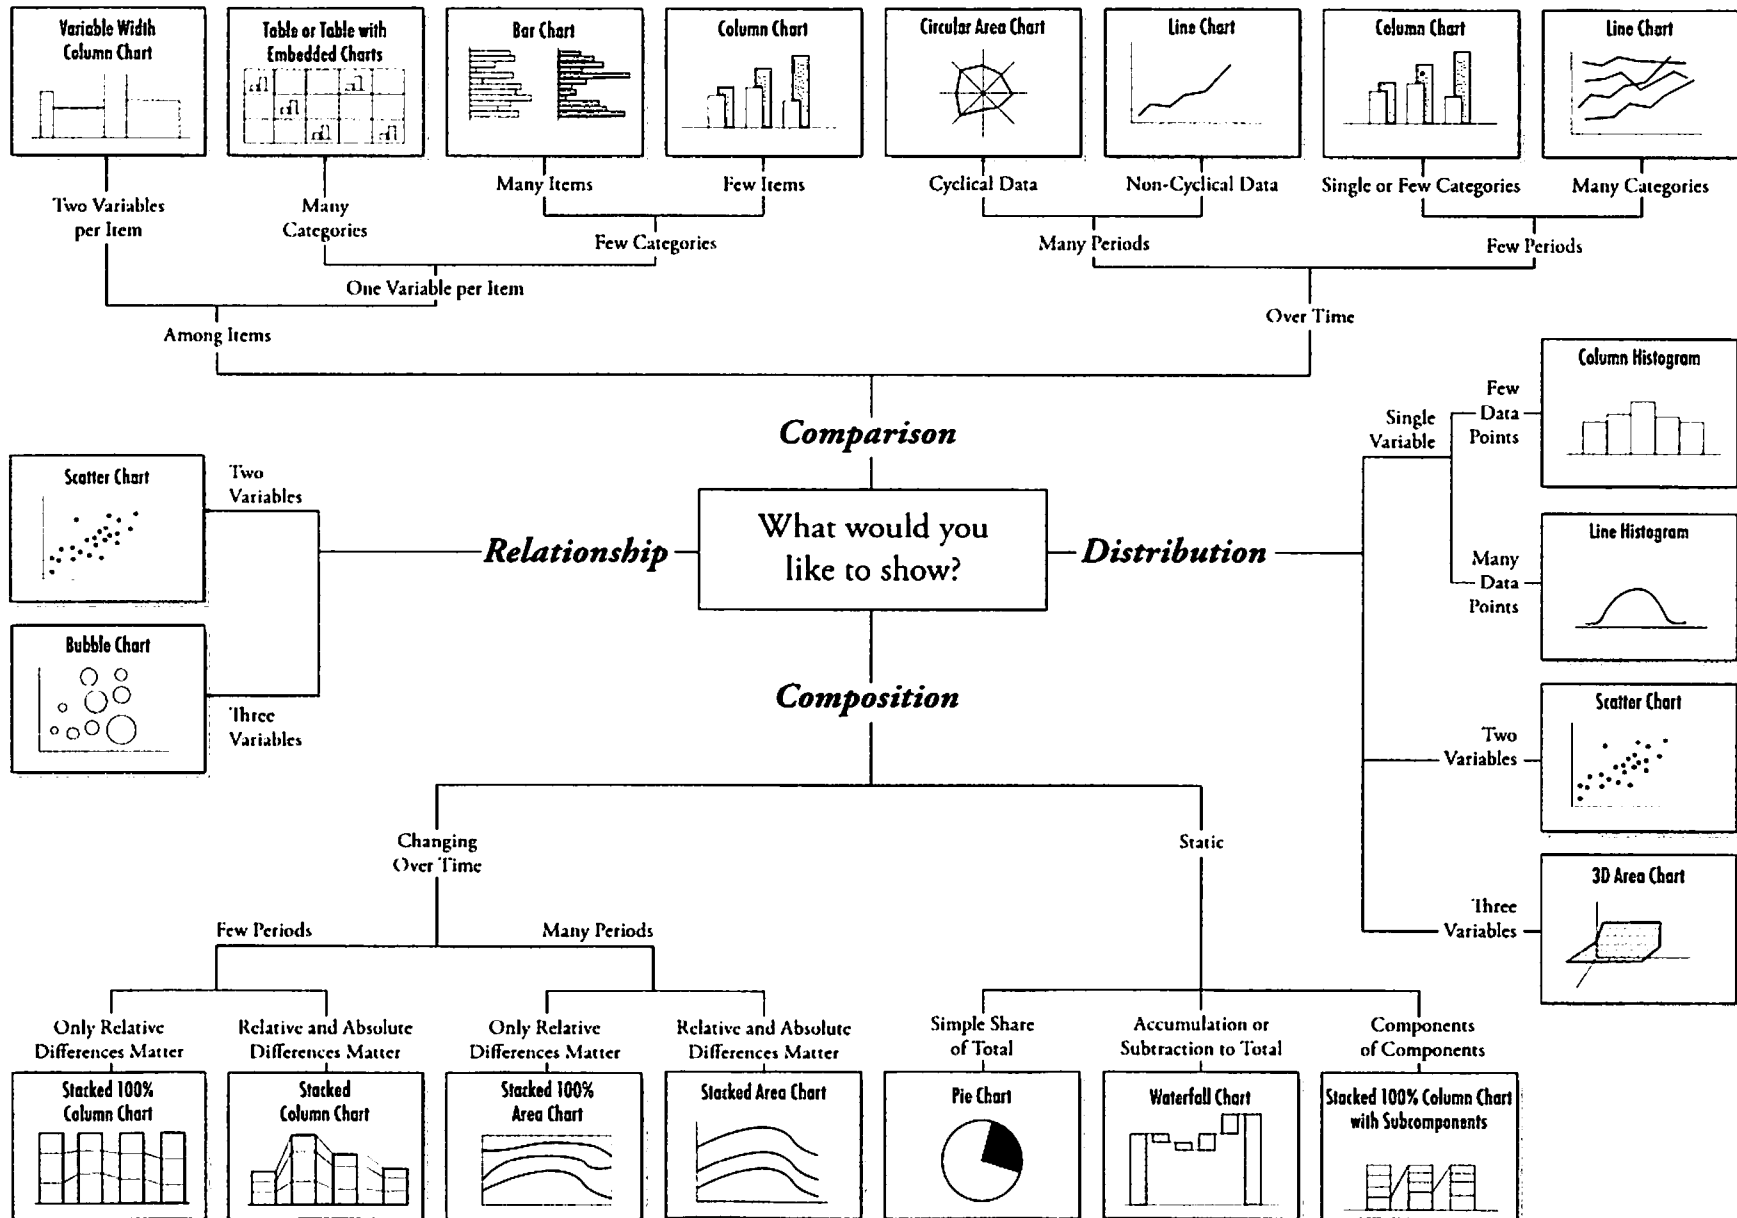 Variable Width
Column Chart
Table or Table with
Embedded Charts
Bar Chart
Column Chart
Circular Area Chart
Line Chart
Column Chart
Line Chart
Two Variables
per Item
Many
Categories
Many Items
Few Items
Cyclical Data
Non-Cyclical Data
Single or Few Categories
Many Categories
Few Categories
Many Periods
Few Periods
One Variable per Item
Among Items
Over Time
Comparison
Relationship
What would you
like to show?
Distribution
Composition
Scatter Chart
Two
Variables
Bubble Chart
Three
Variables
Single
Variable
Few
Data
Points
Column Histogram
Many
Data
Points
Line Histogram
Two
Variables
Scatter Chart
Three
Variables
3D Area Chart
Changing
Over Time
Static
Few Periods
Many Periods
Only Relative
Differences Matter
Relative and Absolute
Differences Matter
Only Relative
Differences Matter
Relative and Absolute
Differences Matter
Simple Share
of Total
Accumulation or
Subtraction to Total
Components
of Components
Stacked 100%
Column Chart
Stacked
Column Chart
Stacked 100%
Area Chart
Stacked Area Chart
Pie Chart
Waterfall Chart
Stacked 100% Column Chart
with Subcomponents